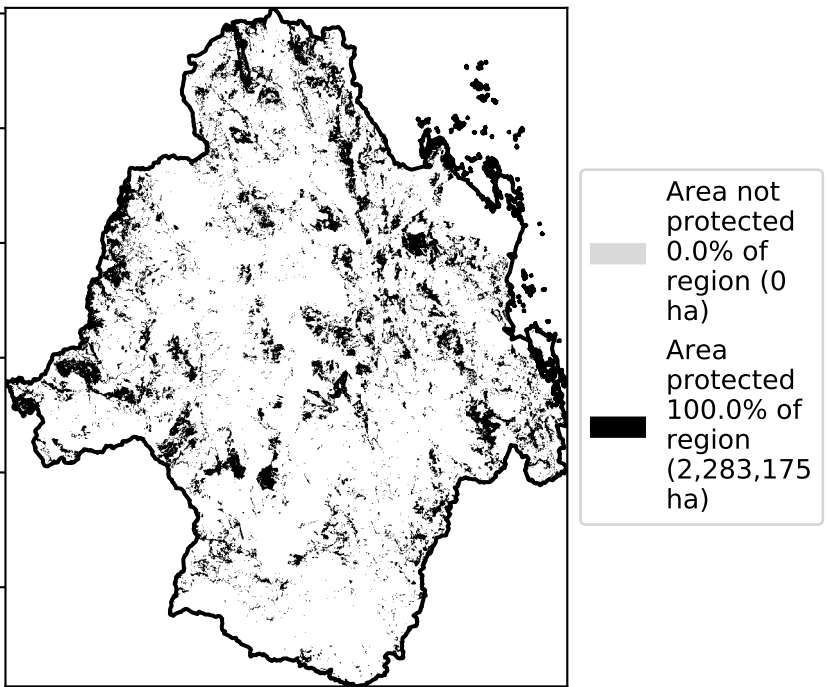 Area not
protected
0.0% of
region (0
ha)
Area
protected
100.0% of
region
(2,283,175
ha)